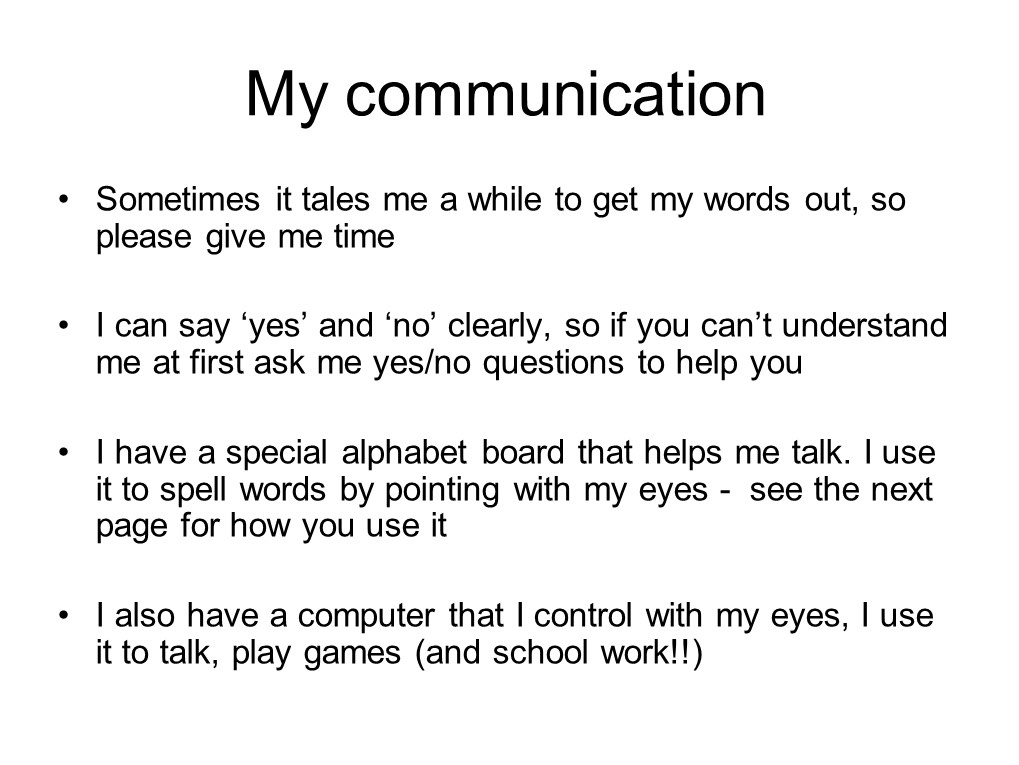 My communication
• Sometimes it tales me a while to get my words out, so
please give me time
• I can say ‘yes’ and ‘no’ clearly, so if you can’t understand
me at first ask me yes/no questions to help you
• I have a special alphabet board that helps me talk. I use
it to spell words by pointing with my eyes -  see the next
page for how you use it
• I also have a computer that I control with my eyes, I use
it to talk, play games (and school work!!)